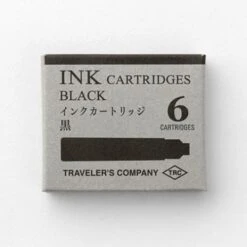 INK CARTRIDGES
BLACK
インクカートリッジ
黒
6
CARTRIDGES
TRAVELER'S COMPANY TRC